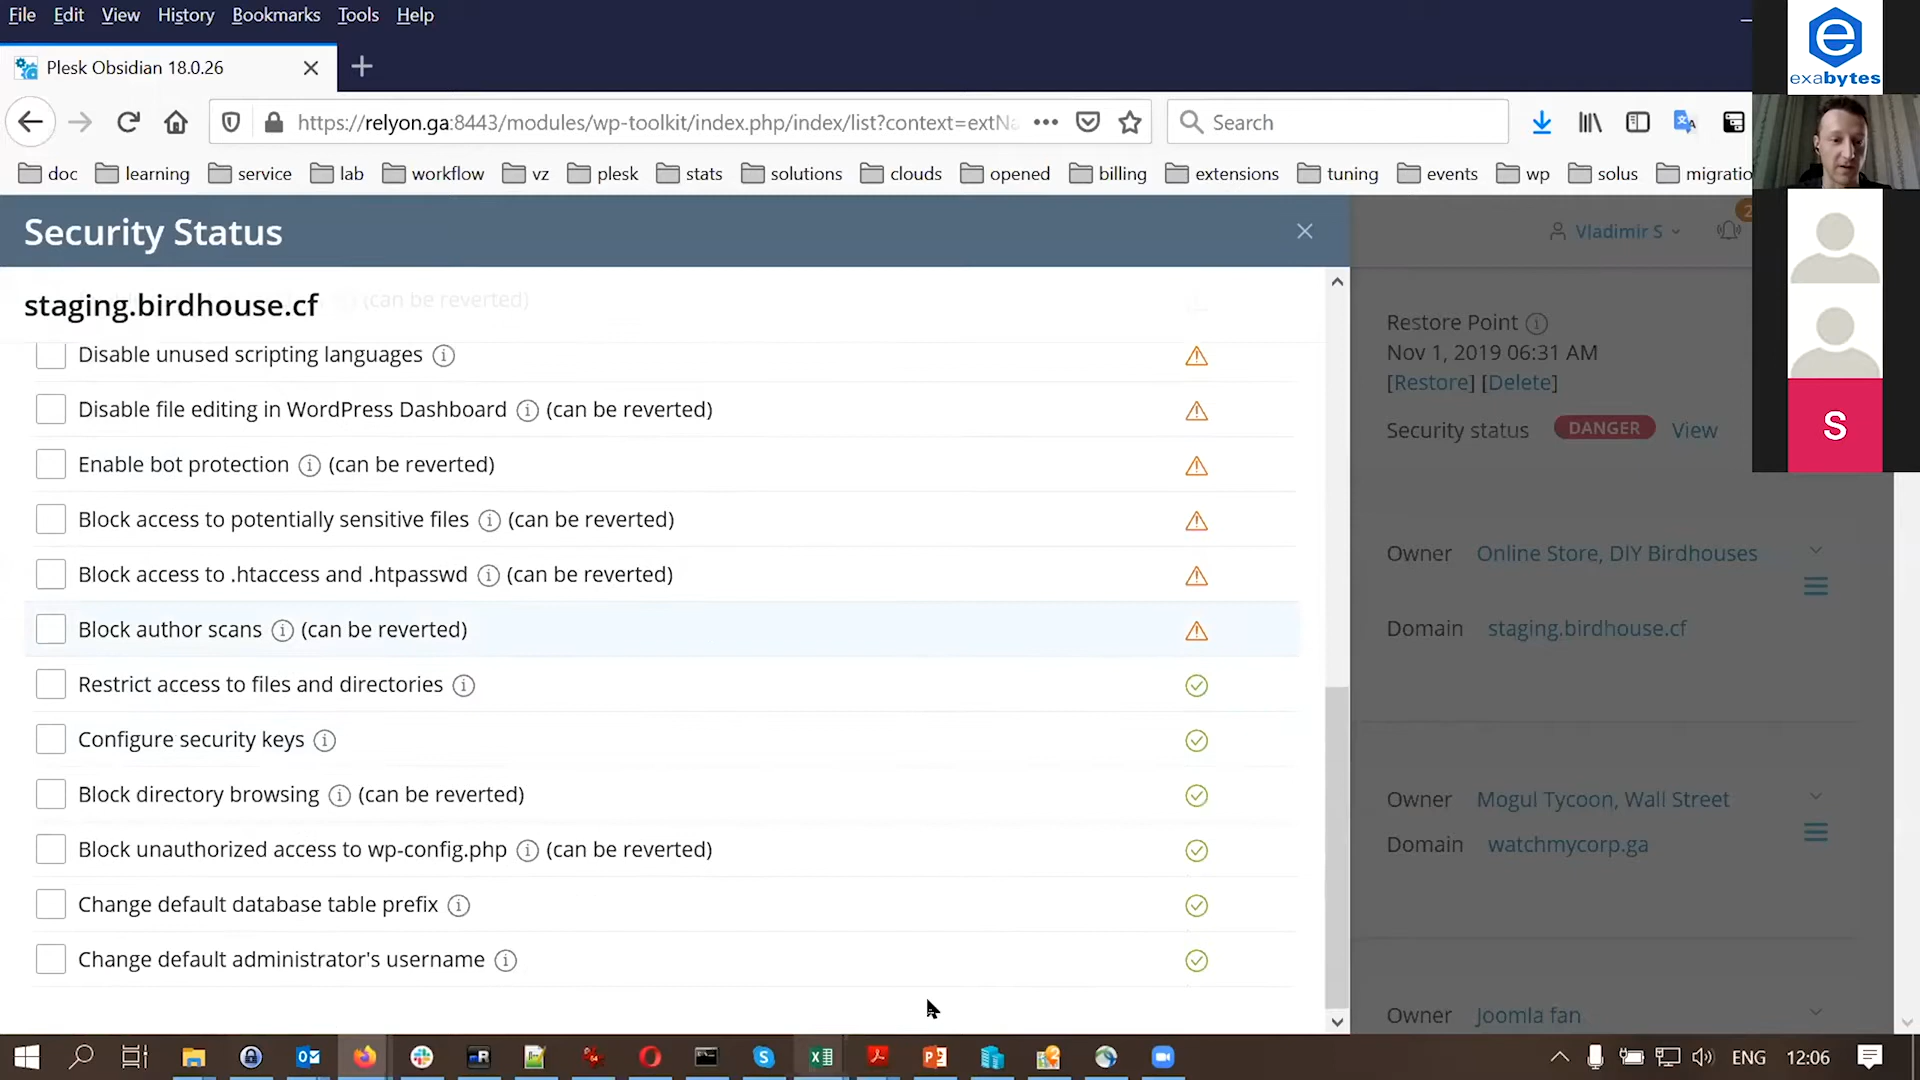 File Edit View History Bookmarks Tools Help
Plesk Obsidian 18.0.26
https://relyon.ga:8443/modules/wp-toolkit/index.php/index/list?context=extNa
Search
doc learning service lab workflow vz plesk stats solutions clouds opened billing extensions tuning events wp solus migratio
exabytes
Security Status
Vladimir S
2
staging.birdhouse.cf
(can be reverted)
Disable unused scripting languages
Disable file editing in WordPress Dashboard (can be reverted)
Enable bot protection (can be reverted)
Block access to potentially sensitive files (can be reverted)
Block access to .htaccess and .htpasswd (can be reverted)
Block author scans (can be reverted)
Restrict access to files and directories
Configure security keys
Block directory browsing (can be reverted)
Block unauthorized access to wp-config.php (can be reverted)
Change default database table prefix
Change default administrator's username
Restore Point
Nov 1, 2019 06:31 AM
[Restore] [Delete]
Security status DANGER View
S
Owner Online Store, DIY Birdhouses
Domain staging.birdhouse.cf
Owner Mogul Tycoon, Wall Street
Domain watchmycorp.ga
Owner Joomla fan
ENG 12:06